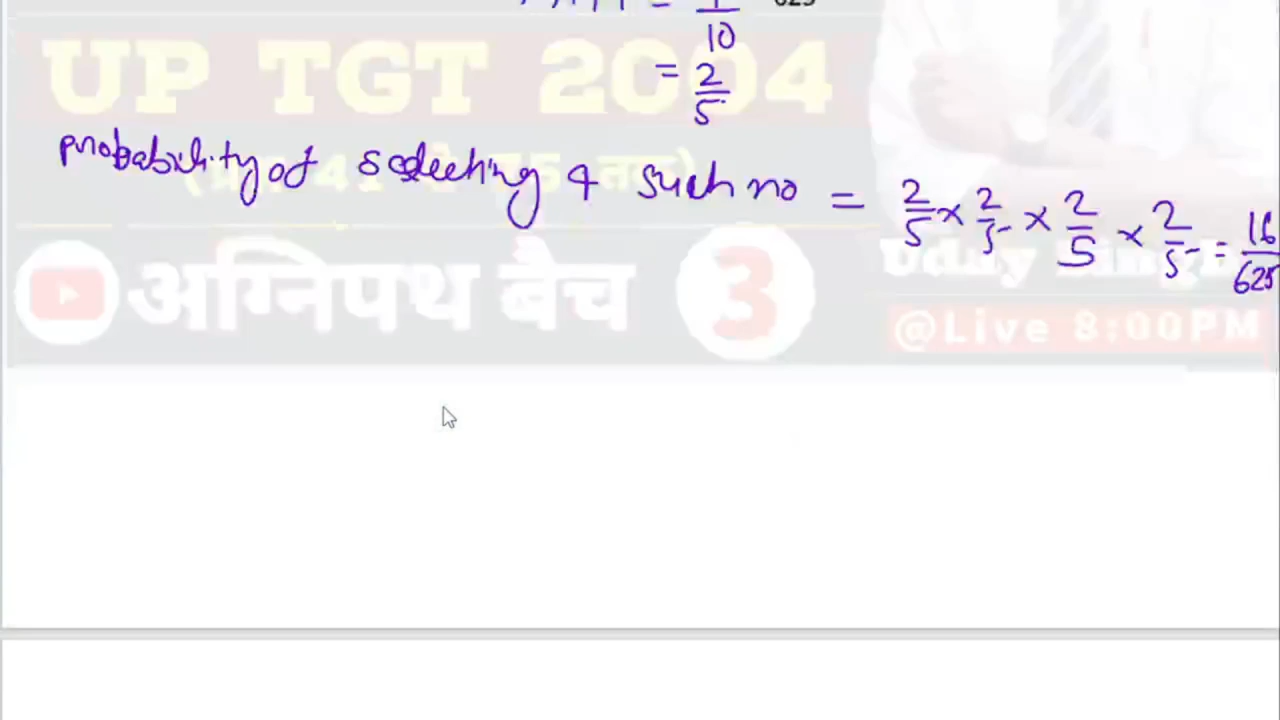 10
= 2/5
UP TGT 2004
probability of selecting 4 such no = 2/5 × 2/5 × 2/5 × 2/5 = 16/625
अग्निपथ बैच 3
@Live 8:00PM